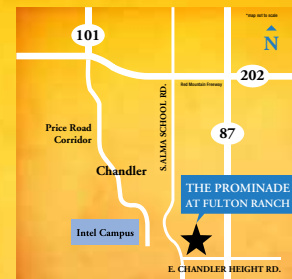 *map not to scale
N
101
202
Red Mountain Freeway
S. ALMA SCHOOL RD.
87
Price Road
Corridor
Chandler
THE PROMINADE
AT FULTON RANCH
Intel Campus
E. CHANDLER HEIGHT RD.